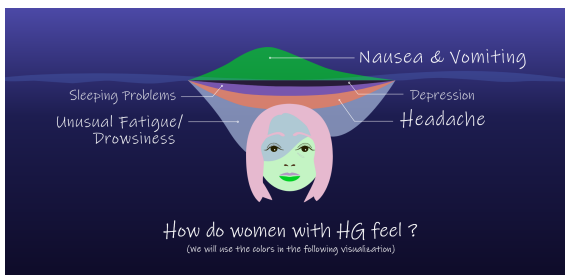 Nausea & Vomiting
Sleeping Problems
Depression
Unusual Fatigue/
Drowsiness
Headache
How do women with HG feel ?
(We will use the colors in the following visualization)